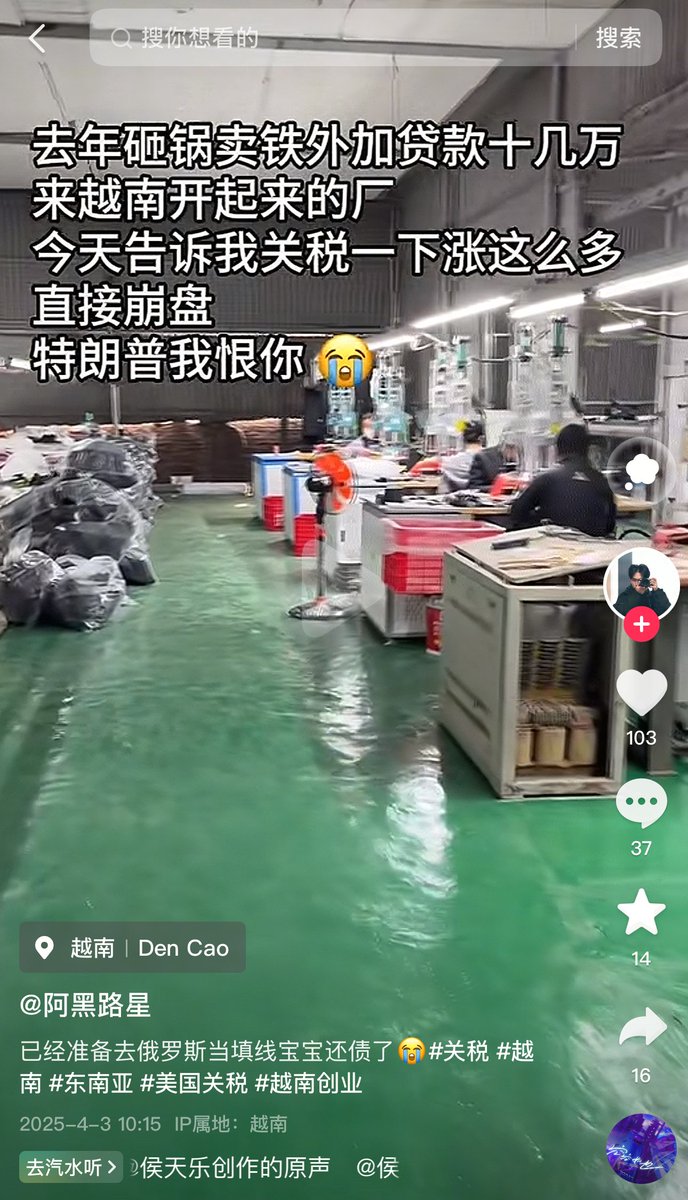 搜你想看的
搜索
去年砸锅卖铁外加贷款十几万
来越南开起来的厂
今天告诉我关税一下涨这么多
直接崩盘
特朗普我恨你 😭
103
37
越南 | Den Cao
14
@阿黑路星
已经准备去俄罗斯当填线宝宝还债了😭#关税 #越
南 #东南亚 #美国关税 #越南创业
16
2025-4-3 10:15 IP属地：越南
去汽水听 @侯天乐创作的原声 @侯